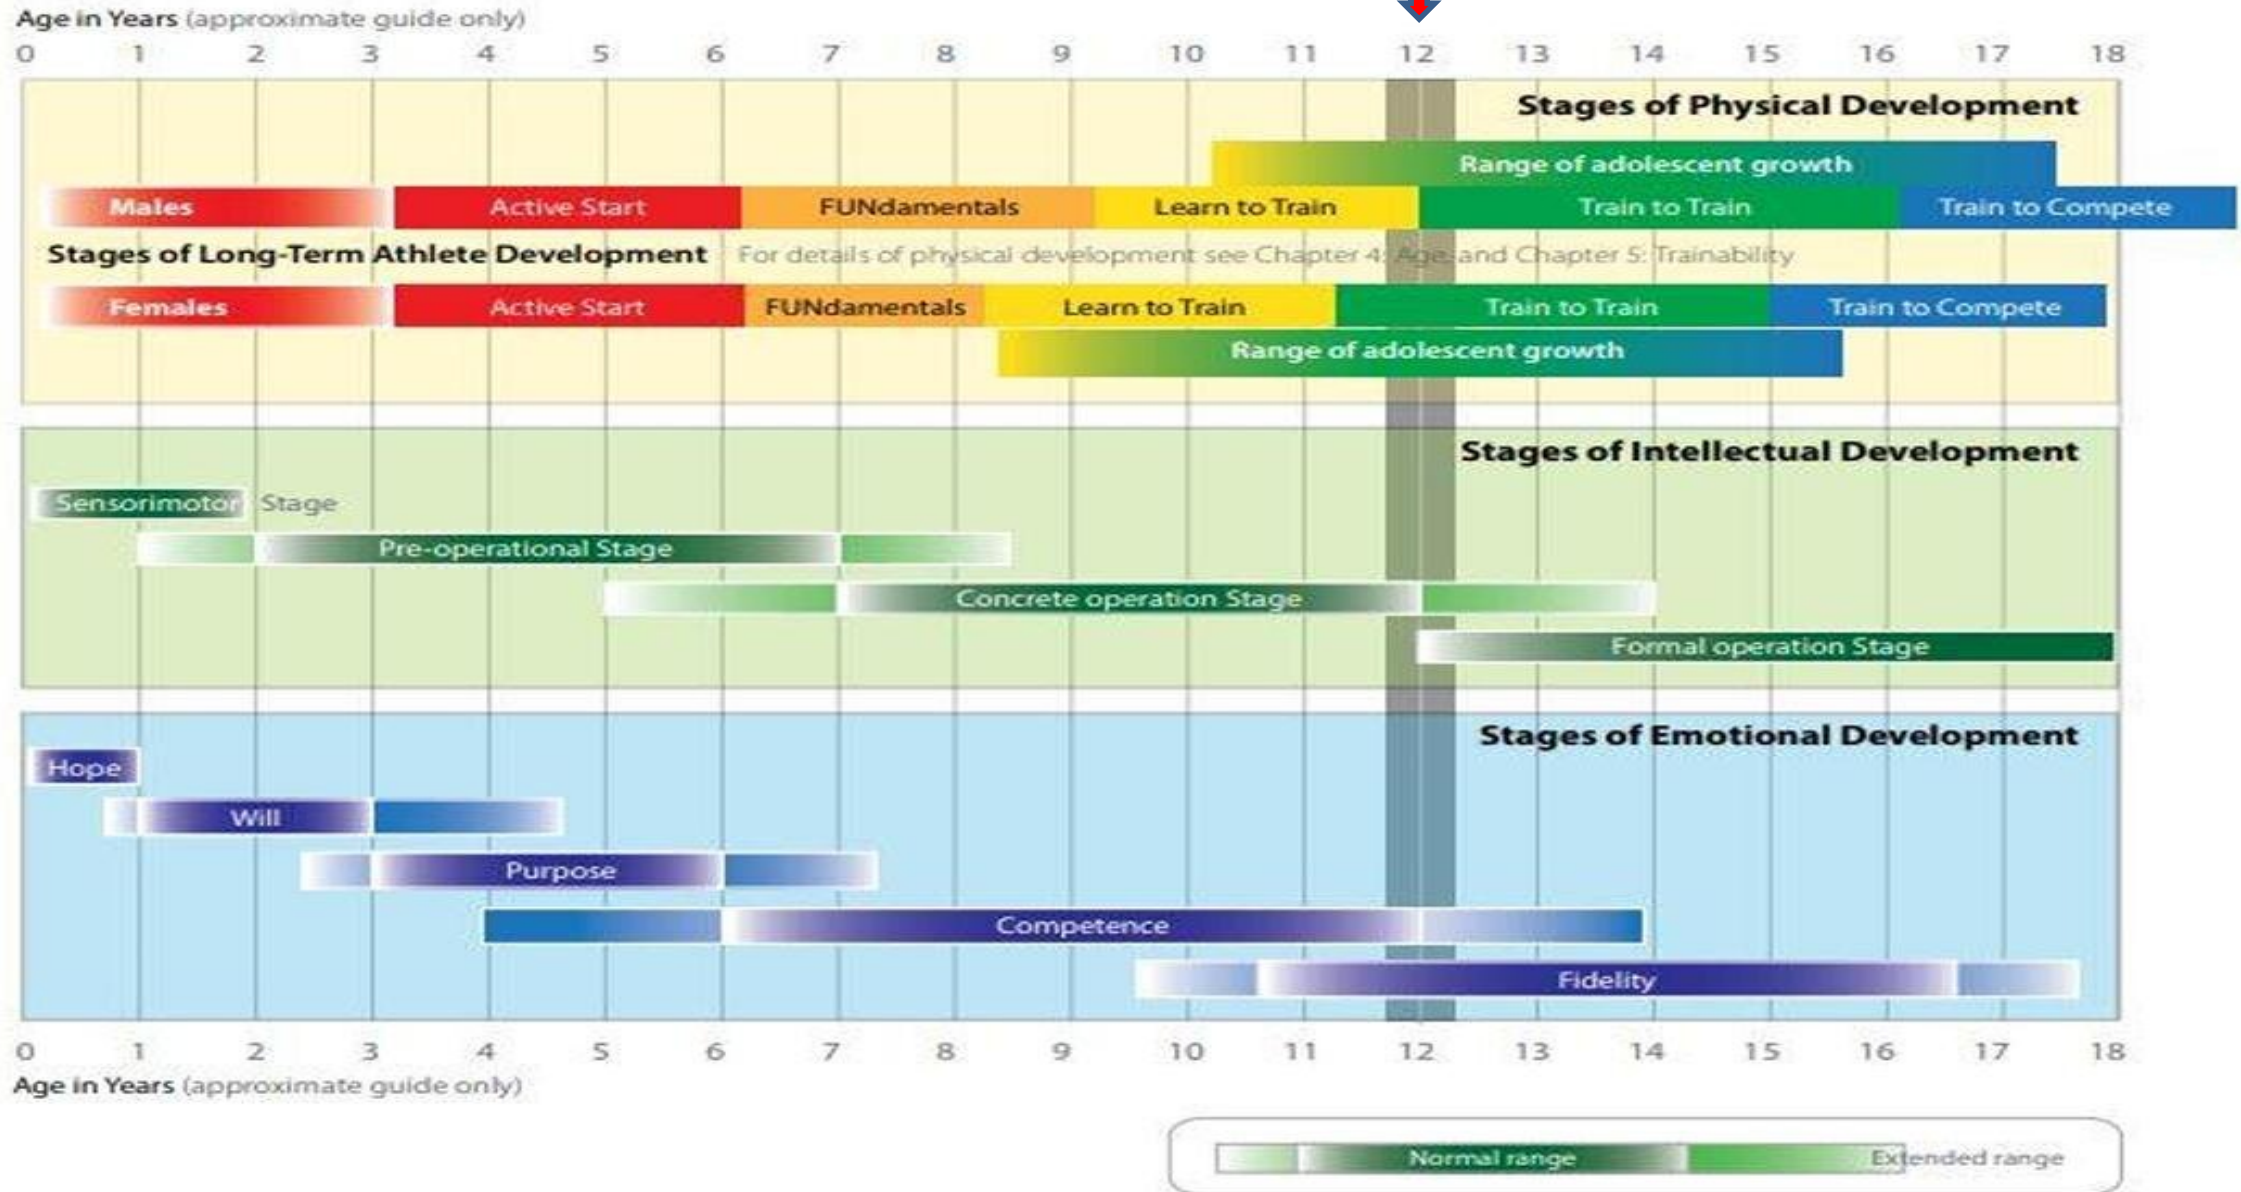 Age in Years (approximate guide only)
0 1 2 3 4 5 6 7 8 9 10 11 12 13 14 15 16 17 18
Stages of Physical Development
Range of adolescent growth
Males Active Start FUNdamentals Learn to Train Train to Train Train to Compete
Stages of Long-Term Athlete Development For details of physical development see Chapter 4: Age and Chapter 5: Trainability
Females Active Start FUNdamentals Learn to Train Train to Train Train to Compete
Range of adolescent growth
Stages of Intellectual Development
Sensorimotor Stage
Pre-operational Stage
Concrete operation Stage
Formal operation Stage
Stages of Emotional Development
Hope
Will
Purpose
Competence
Fidelity
0 1 2 3 4 5 6 7 8 9 10 11 12 13 14 15 16 17 18
Age in Years (approximate guide only)
Normal range Extended range